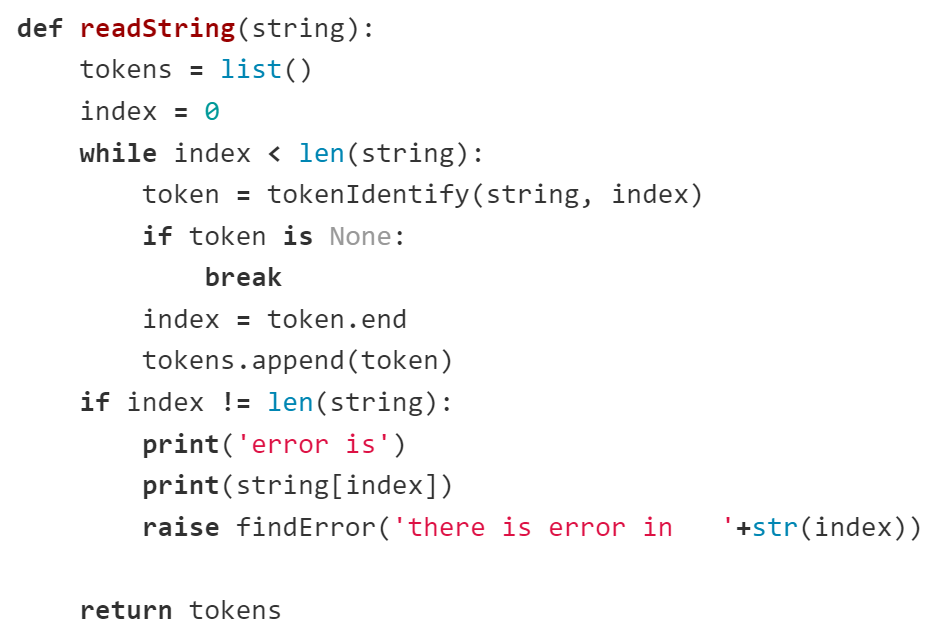 def readString(string):
    tokens = list()
    index = 0
    while index < len(string):
        token = tokenIdentify(string, index)
        if token is None:
            break
        index = token.end
        tokens.append(token)
    if index != len(string):
        print('error is')
        print(string[index])
        raise findError('there is error in   '+str(index))

    return tokens